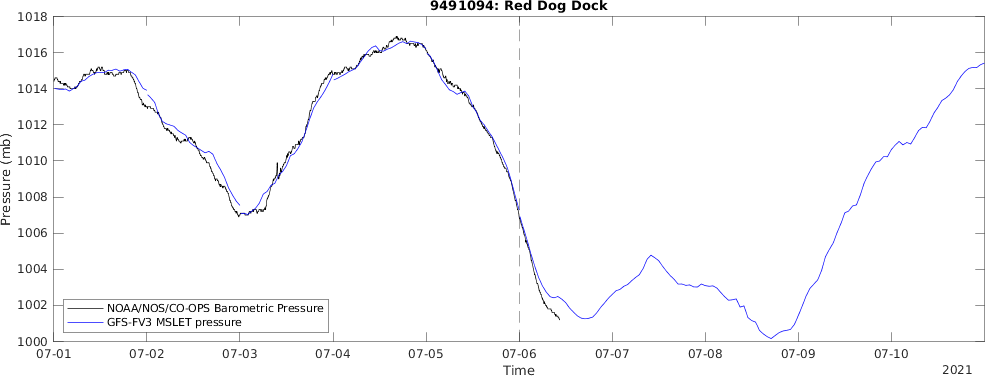 9491094: Red Dog Dock
Pressure (mb)
1018
1016
1014
1012
1010
1008
1006
1004
1002
1000
NOAA/NOS/CO-OPS Barometric Pressure
GFS-FV3 MSLET pressure
07-01 07-02 07-03 07-04 07-05 07-06 07-07 07-08 07-09 07-10
Time
2021